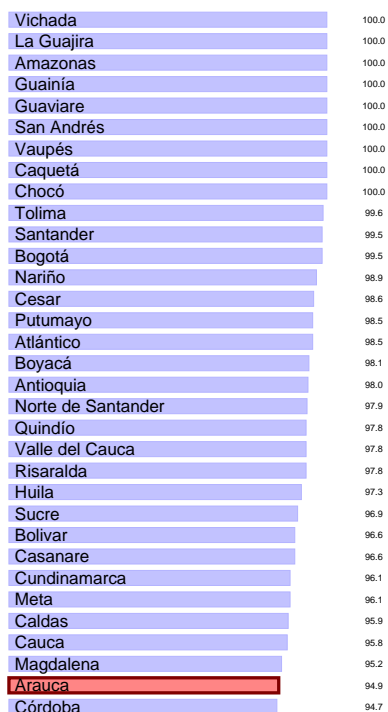 Vichada 100.0
La Guajira 100.0
Amazonas 100.0
Guainía 100.0
Guaviare 100.0
San Andrés 100.0
Vaupés 100.0
Caquetá 100.0
Chocó 100.0
Tolima 99.6
Santander 99.5
Bogotá 99.5
Nariño 98.9
Cesar 98.6
Putumayo 98.5
Atlántico 98.5
Boyacá 98.1
Antioquia 98.0
Norte de Santander 97.9
Quindío 97.8
Valle del Cauca 97.8
Risaralda 97.8
Huila 97.3
Sucre 96.9
Bolivar 96.6
Casanare 96.6
Cundinamarca 96.1
Meta 96.1
Caldas 95.9
Cauca 95.8
Magdalena 95.2
Arauca 94.9
Córdoba 94.7